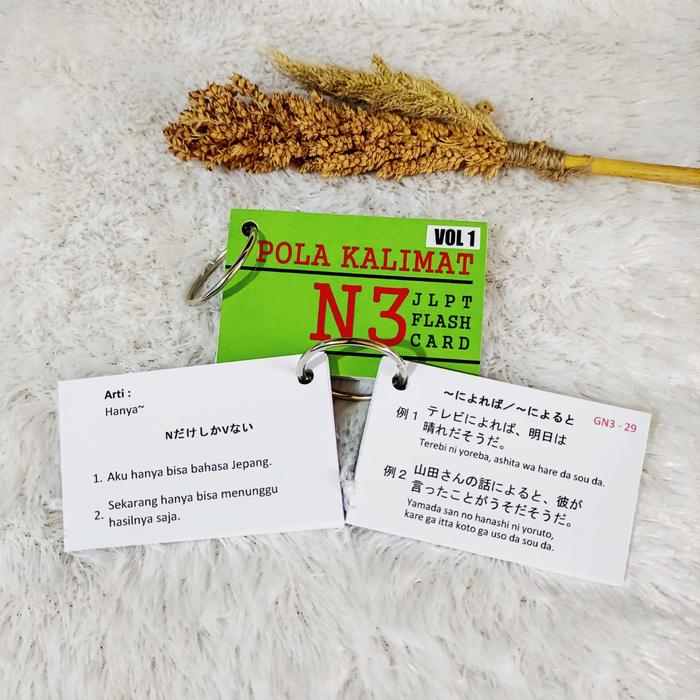 VOL 1
POLA KALIMAT
N3
JLPT
FLASH
CARD
Arti :
Hanya~
NだけしかVない
1. Aku hanya bisa bahasa Jepang.
2. Sekarang hanya bisa menunggu
hasilnya saja.
～によれば／～によると
GN3 - 29
例1 テレビによれば、明日は
晴れだそうだ。
Terebi ni yoreba, ashita wa hare da sou da.
例2 山田さんの話によると、彼が
言ったことがうそだそうだ。
Yamada san no hanashi ni yoruto,
kare ga itta koto ga uso da sou da.